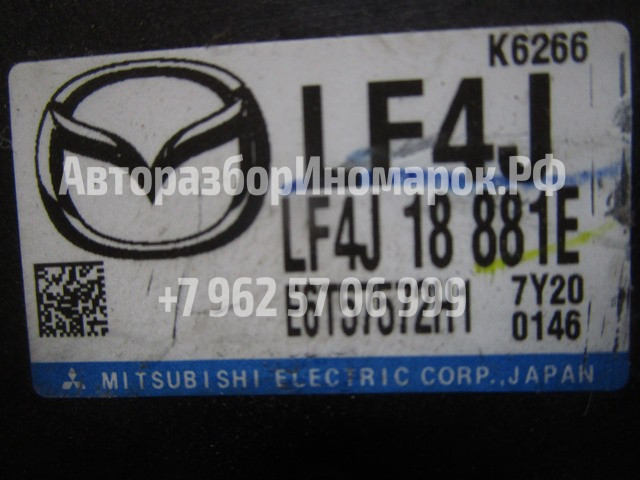 K6266
LF4J
АвторазборИномарок.РФ
LF4J 18 881E
+7 962 57 06 999
7Y20
0146
MITSUBISHI ELECTRIC CORP., JAPAN